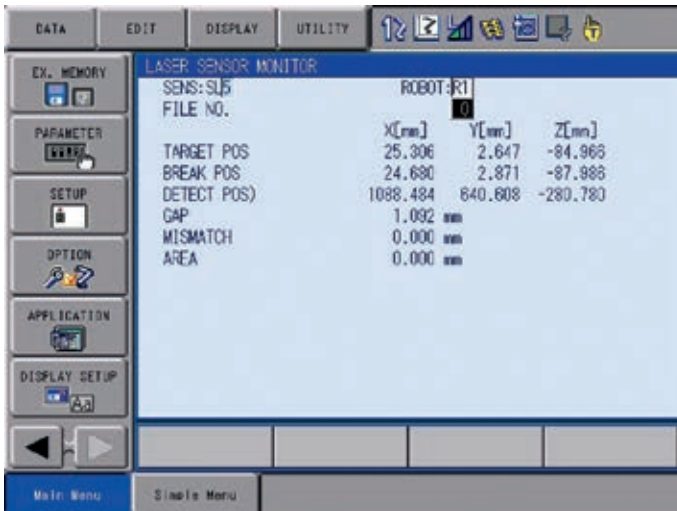 DATA EDIT DISPLAY UTILITY
EX. MEMORY
PARAMETER
SETUP
OPTION
APPLICATION
DISPLAY SETUP
LASER SENSOR MONITOR
SENS:SL5 ROBOT:R1
FILE NO. 0
X[mm] Y[mm] Z[mm]
TARGET POS 25.306 2.647 -84.966
BREAK POS 24.680 2.871 -87.986
DETECT POS) 1088.484 640.608 -280.780
GAP 1.092 mm
MISMATCH 0.000 mm
AREA 0.000 mm
Main Menu Simple Menu